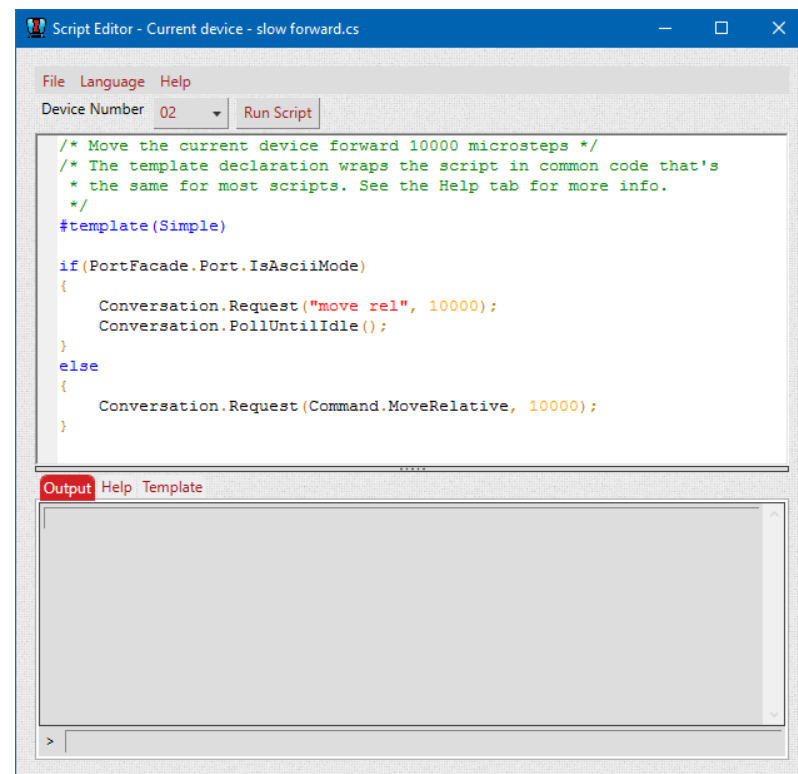 Script Editor - Current device - slow forward.cs
File Language Help
Device Number 02 Run Script
/* Move the current device forward 10000 microsteps */
/* The template declaration wraps the script in common code that's
 * the same for most scripts. See the Help tab for more info.
 */
#template(Simple)
if(PortFacade.Port.IsAsciiMode)
{
    Conversation.Request("move rel", 10000);
    Conversation.PollUntilIdle();
}
else
{
    Conversation.Request(Command.MoveRelative, 10000);
}
Output Help Template
>